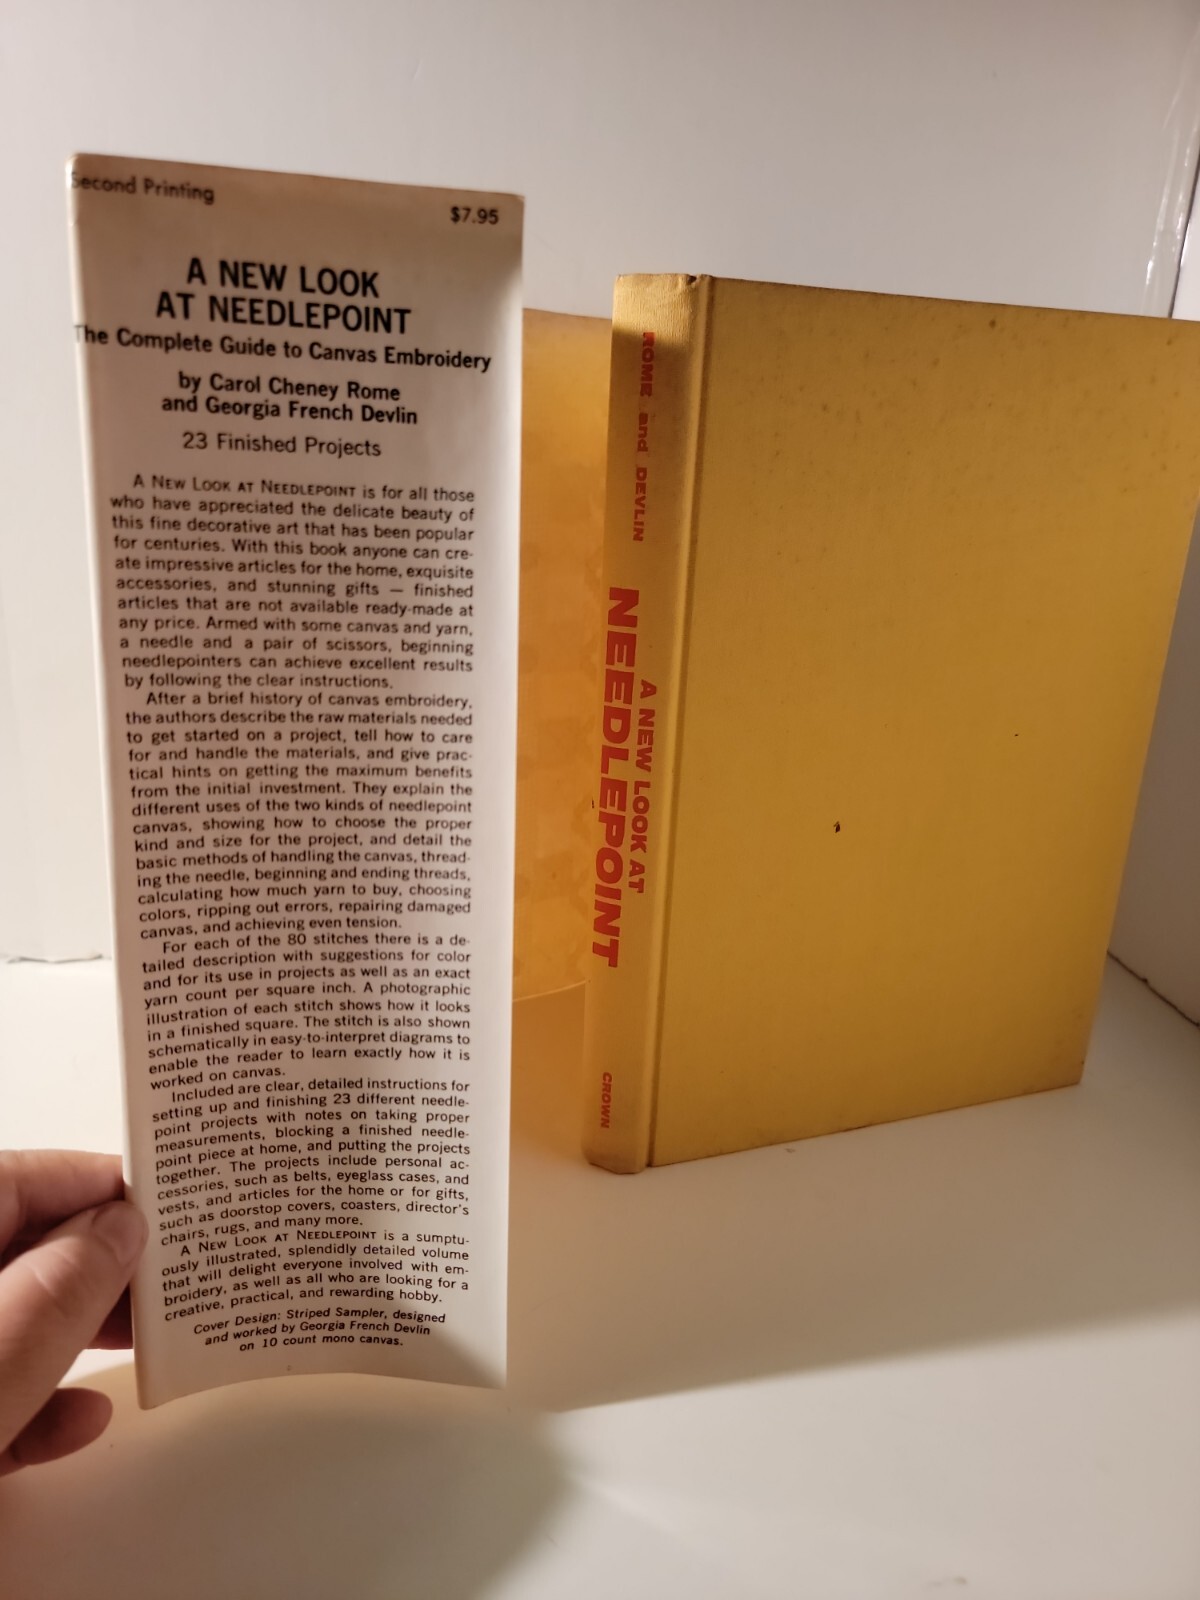 Second Printing
$7.95
A NEW LOOK
AT NEEDLEPOINT
The Complete Guide to Canvas Embroidery
by Carol Cheney Rome
and Georgia French Devlin
23 Finished Projects
A NEW LOOK AT NEEDLEPOINT is for all those
who have appreciated the delicate beauty of
this fine decorative art that has been popular
for centuries. With this book anyone can cre-
ate impressive articles for the home, exquisite
accessories, and stunning gifts — finished
articles that are not available ready-made at
any price. Armed with some canvas and yarn,
a needle and a pair of scissors, beginning
needlepointers can achieve excellent results
by following the clear instructions.
After a brief history of canvas embroidery,
the authors describe the raw materials needed
to get started on a project, tell how to care
for and handle the materials, and give prac-
tical hints on getting the maximum benefits
from the initial investment. They explain the
different uses of the two kinds of needlepoint
canvas, showing how to choose the proper
kind and size for the project, and detail the
basic methods of handling the canvas, thread-
ing the needle, beginning and ending threads,
calculating how much yarn to buy, choosing
colors, ripping out errors, repairing damaged
canvas, and achieving even tension.
For each of the 80 stitches there is a de-
tailed description with suggestions for color
and for its use in projects as well as an exact
yarn count per square inch. A photographic
illustration of each stitch shows how it looks
in a finished square. The stitch is also shown
schematically in easy-to-interpret diagrams to
enable the reader to learn exactly how it is
worked on canvas.
Included are clear, detailed instructions for
setting up and finishing 23 different needle-
point projects with notes on taking proper
measurements, blocking a finished needle-
point piece at home, and putting the projects
together. The projects include personal ac-
cessories, such as belts, eyeglass cases, and
vests, and articles for the home or for gifts,
such as doorstop covers, coasters, director's
chairs, rugs, and many more.
A NEW LOOK AT NEEDLEPOINT is a sumptu-
ously illustrated, splendidly detailed volume
that will delight everyone involved with em-
broidery, as well as all who are looking for a
creative, practical, and rewarding hobby.
Cover Design: Striped Sampler, designed
and worked by Georgia French Devlin
on 10 count mono canvas.
ROME and DEVLIN
A NEW LOOK AT
NEEDLEPOINT
CROWN